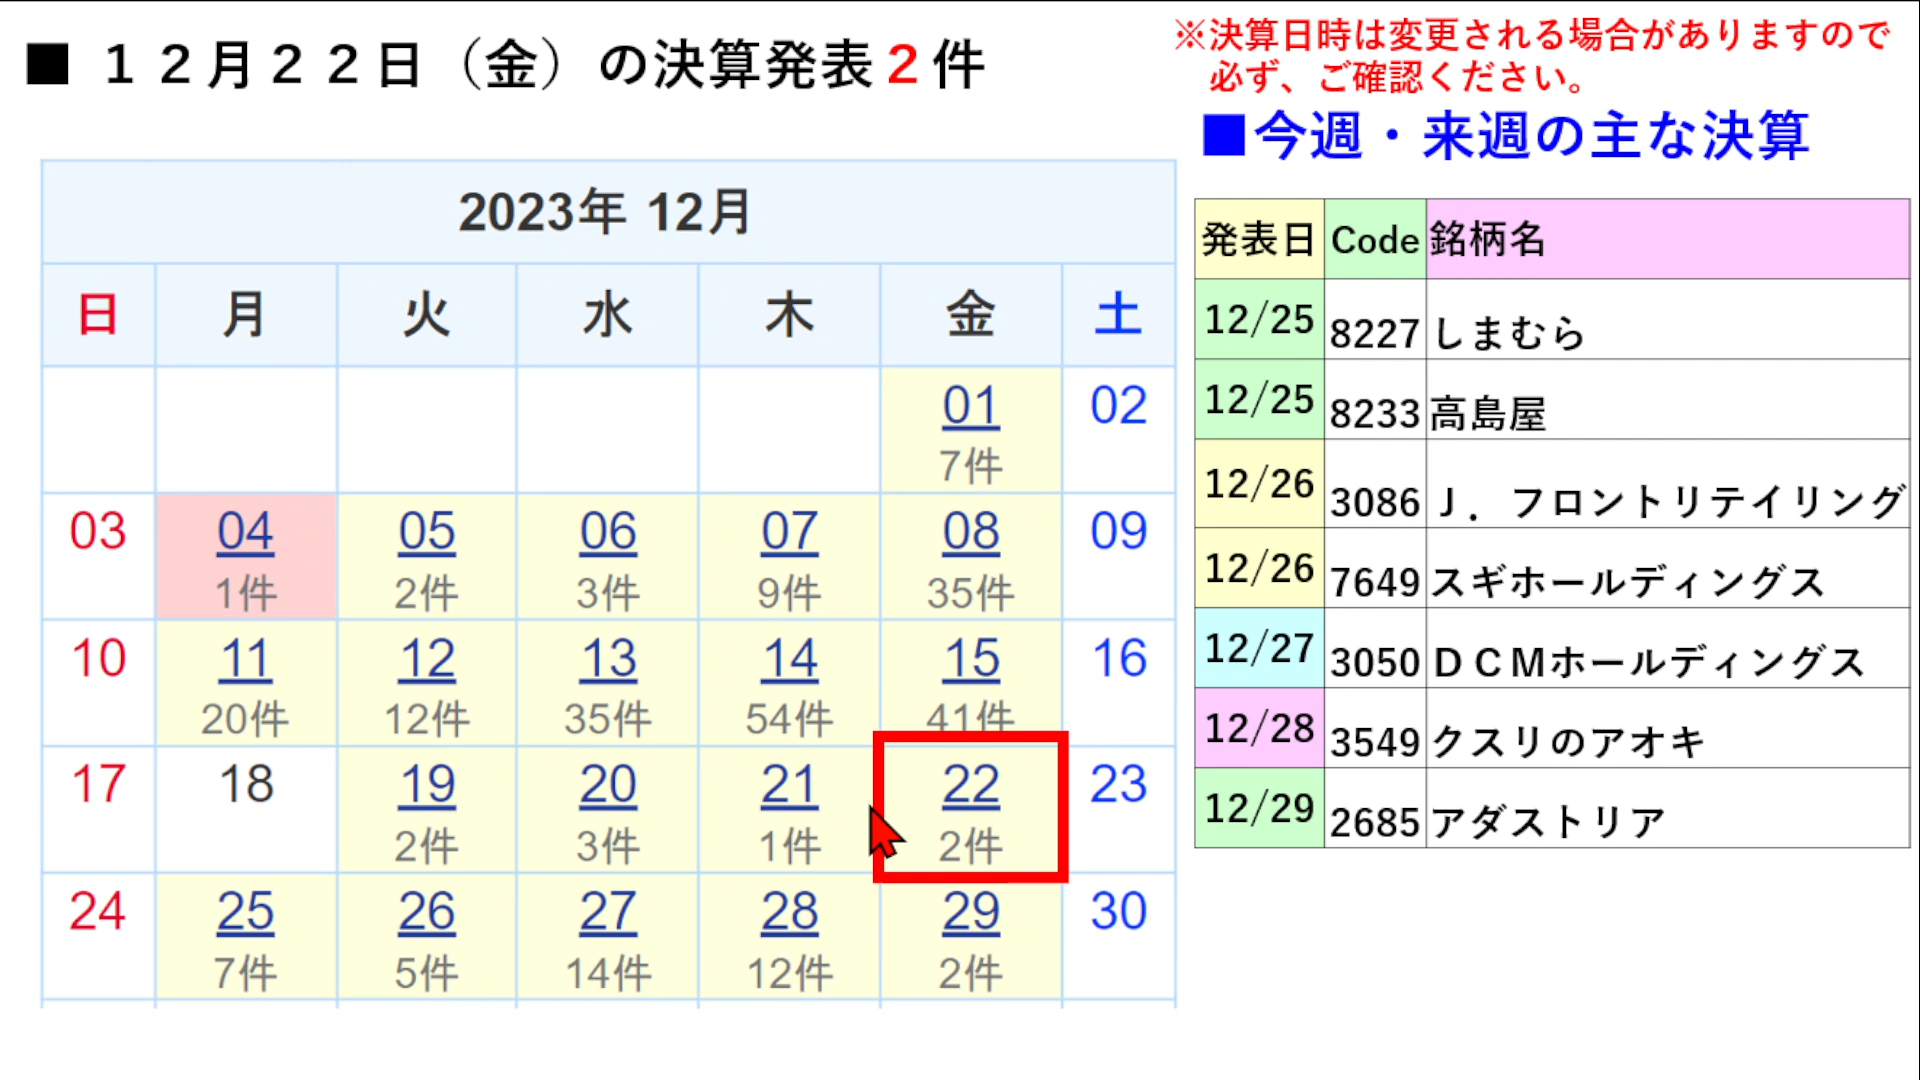 ■ １２月２２日（金）の決算発表２件
※決算日時は変更される場合がありますので
必ず、ご確認ください。
■今週・来週の主な決算
2023年 12月
日 月 火 水 木 金 土
01 02
7件
03 04 05 06 07 08 09
1件 2件 3件 9件 35件
10 11 12 13 14 15 16
20件 12件 35件 54件 41件
17 18 19 20 21 22 23
2件 3件 1件 2件
24 25 26 27 28 29 30
7件 5件 14件 12件 2件
発表日 Code 銘柄名
12/25 8227 しまむら
12/25 8233 高島屋
12/26 3086 Ｊ．フロントリテイリング
12/26 7649 スギホールディングス
12/27 3050 ＤＣＭホールディングス
12/28 3549 クスリのアオキ
12/29 2685 アダストリア